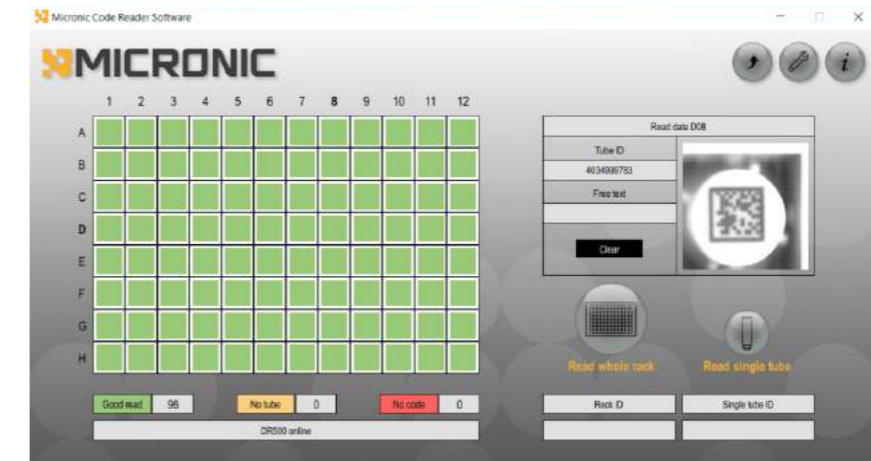 Micronic Code Reader Software
MICRONIC
1 2 3 4 5 6 7 8 9 10 11 12
A
B
C
D
E
F
G
H
Read data D08
Tube ID
4034999783
Free text
Clear
Read whole rack
Read single tube
Good read 96 No tube 0 No code 0
Rack ID
Single tube ID
DR500 online